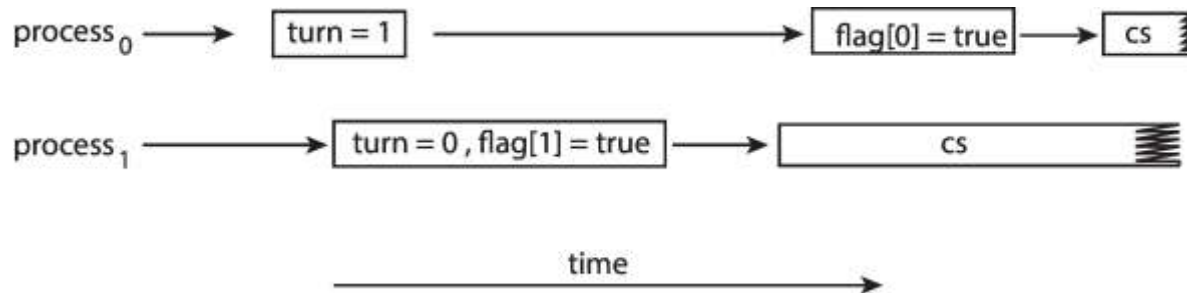 process0 turn = 1 flag[0] = true cs
process1 turn = 0 , flag[1] = true cs
time